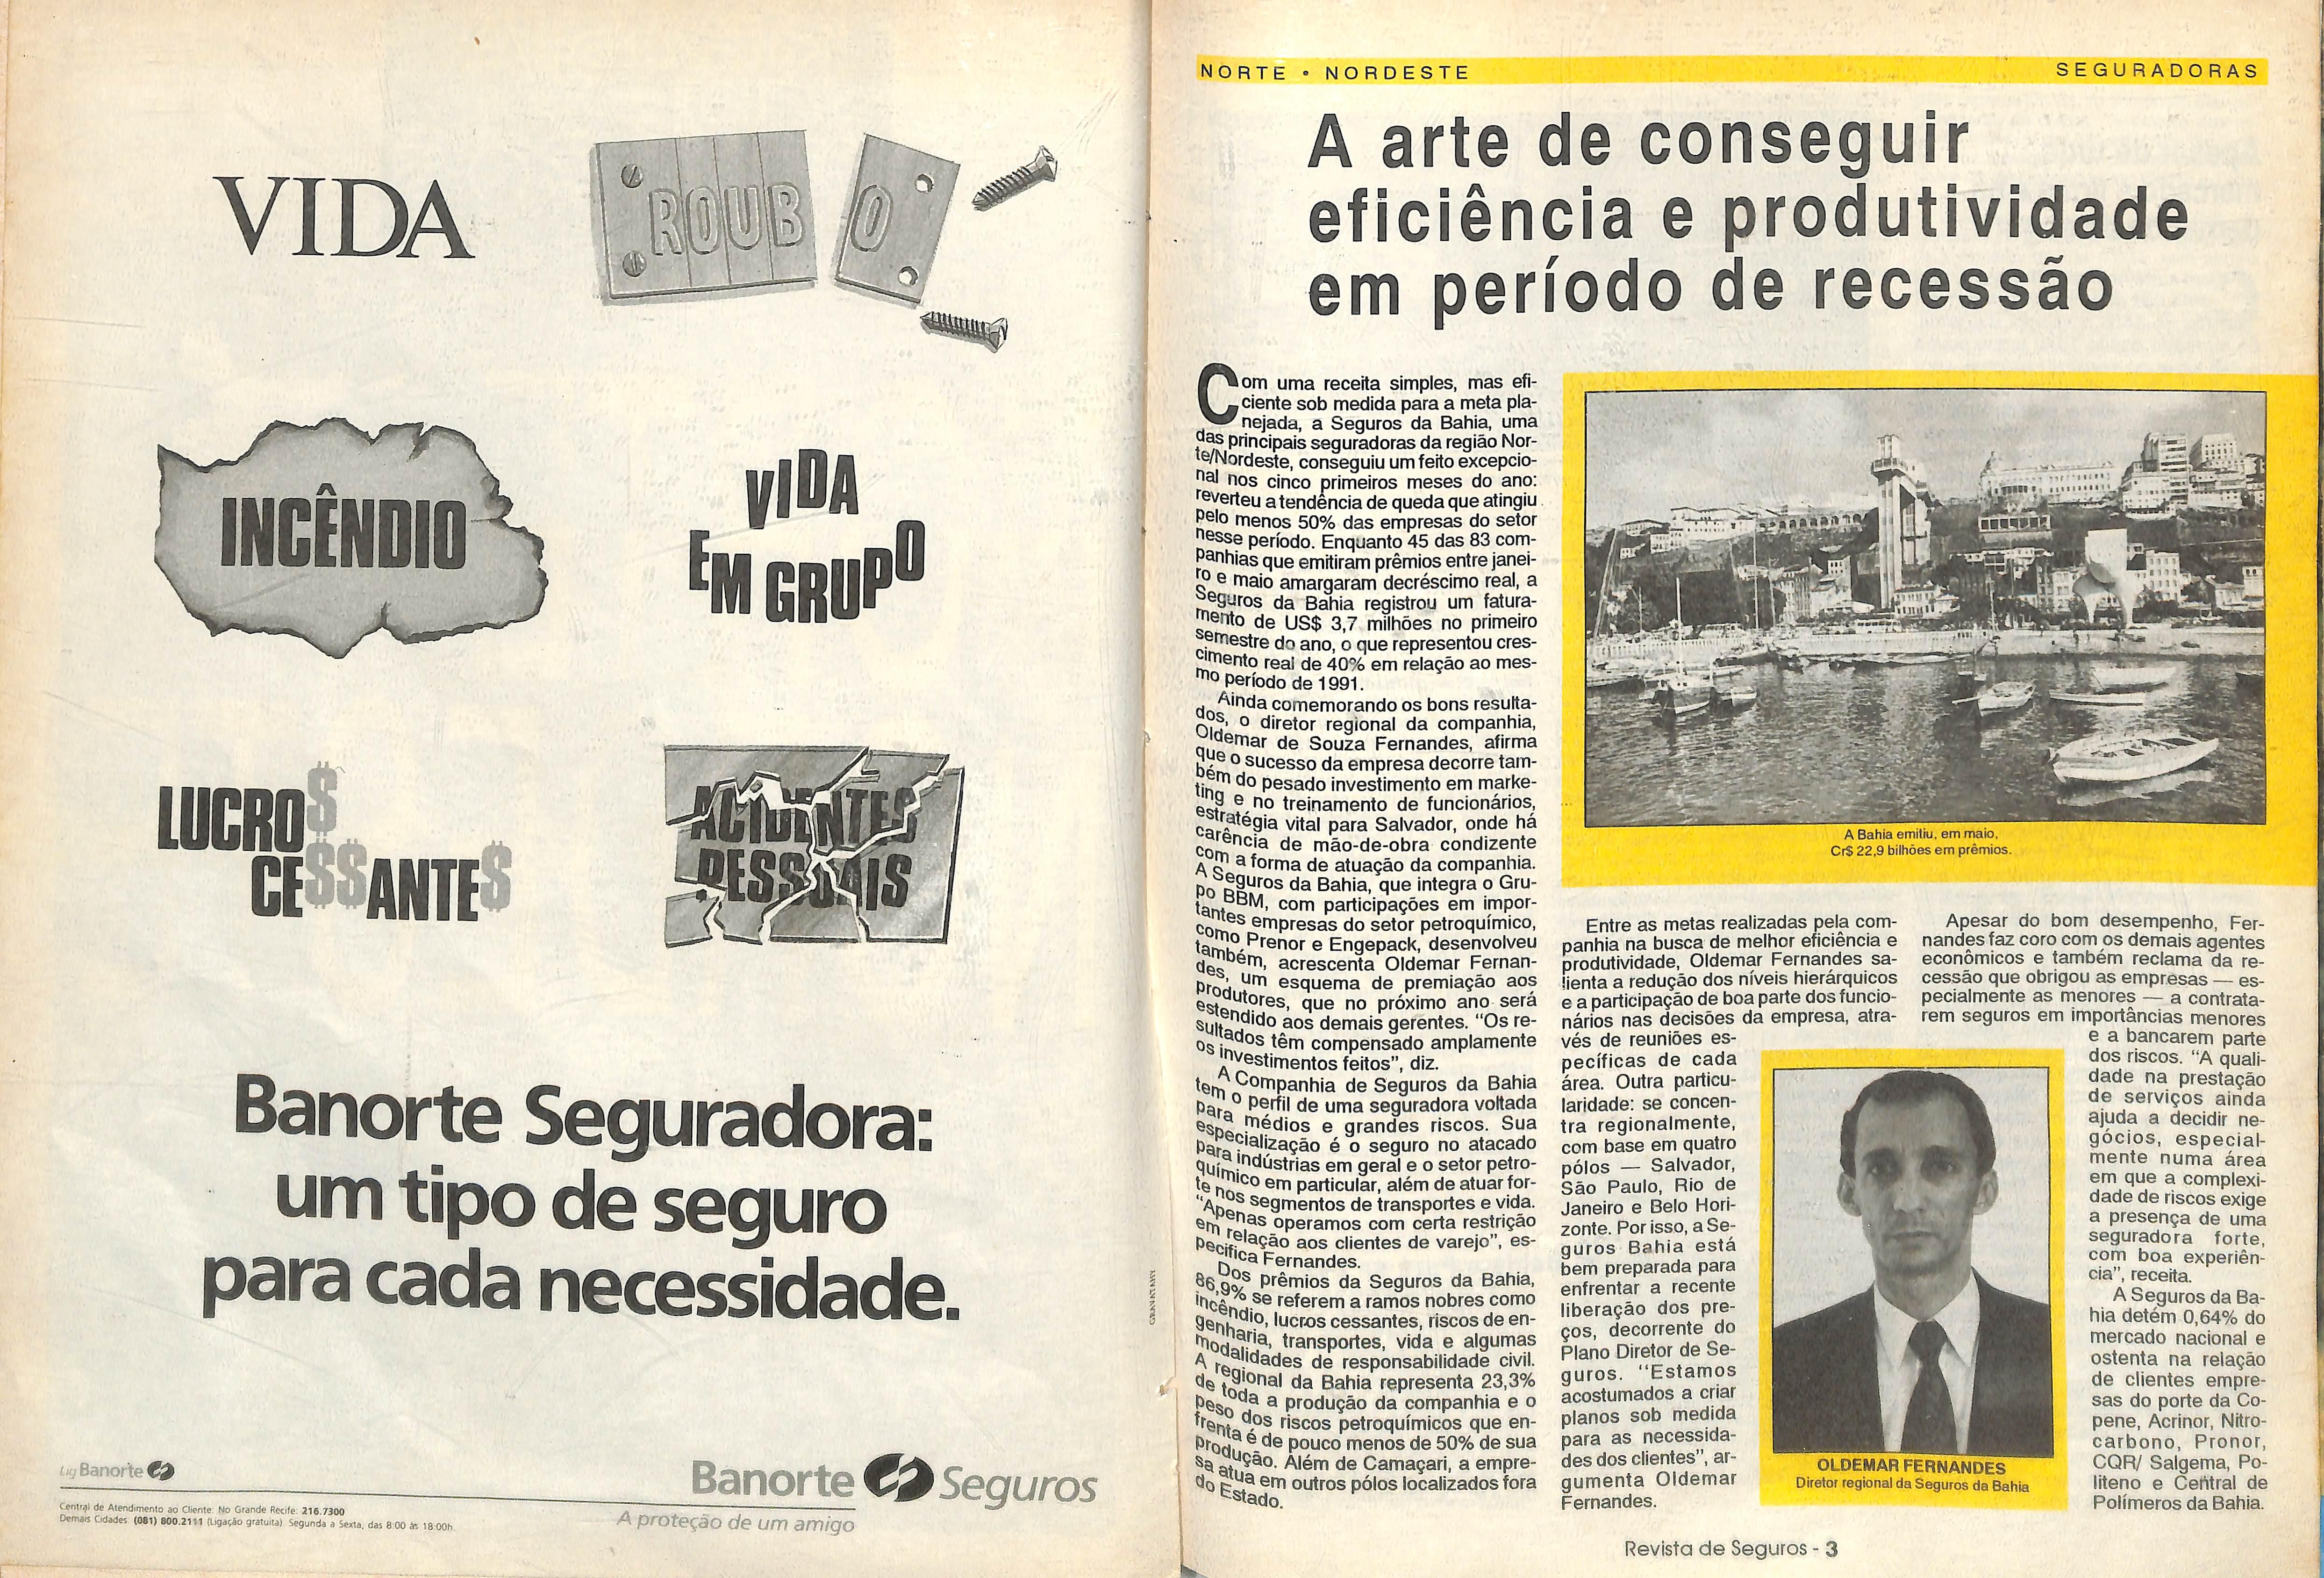 VIDA
ROUBO
INCÊNDIO
VIDA
EM GRUPO
LUCRO$
CE$$ANTE$
ACIDENTES
PESSOAIS
Banorte Seguradora:
um tipo de seguro
para cada necessidade.
Lig Banorte
Central de Atendimento ao Cliente: No Grande Recife: 216.7300
Demais Cidades: (081) 800.2111 (Ligação gratuita). Segunda a Sexta, das 8:00 às 18:00h.
Banorte Seguros
A proteção de um amigo
NORTE • NORDESTE
SEGURADORAS
A arte de conseguir
eficiência e produtividade
em período de recessão
Com uma receita simples, mas efi-
ciente sob medida para a meta pla-
nejada, a Seguros da Bahia, uma
das principais seguradoras da região Nor-
te/Nordeste, conseguiu um feito excepcio-
nal nos cinco primeiros meses do ano:
reverteu a tendência de queda que atingiu
pelo menos 50% das empresas do setor
nesse período. Enquanto 45 das 83 com-
panhias que emitiram prêmios entre janei-
ro e maio amargaram decréscimo real, a
Seguros da Bahia registrou um fatura-
mento de US$ 3,7 milhões no primeiro
semestre do ano, o que representou cres-
cimento real de 40% em relação ao mes-
mo período de 1991.
Ainda comemorando os bons resulta-
dos, o diretor regional da companhia,
Oldemar de Souza Fernandes, afirma
que o sucesso da empresa decorre tam-
bém do pesado investimento em marke-
ting e no treinamento de funcionários,
estratégia vital para Salvador, onde há
carência de mão-de-obra condizente
com a forma de atuação da companhia.
A Seguros da Bahia, que integra o Gru-
po BBM, com participações em impor-
tantes empresas do setor petroquímico,
como Prenor e Engepack, desenvolveu
também, acrescenta Oldemar Fernan-
des, um esquema de premiação aos
produtores, que no próximo ano será
estendido aos demais gerentes. “Os re-
sultados têm compensado amplamente
os investimentos feitos”, diz.
A Companhia de Seguros da Bahia
tem o perfil de uma seguradora voltada
para médios e grandes riscos. Sua
especialização é o seguro no atacado
para indústrias em geral e o setor petro-
químico em particular, além de atuar for-
te nos segmentos de transportes e vida.
“Apenas operamos com certa restrição
em relação aos clientes de varejo”, es-
pecifica Fernandes.
Dos prêmios da Seguros da Bahia,
86,9% se referem a ramos nobres como
incêndio, lucros cessantes, riscos de en-
genharia, transportes, vida e algumas
modalidades de responsabilidade civil.
A regional da Bahia representa 23,3%
de toda a produção da companhia e o
peso dos riscos petroquímicos que en-
frenta é de pouco menos de 50% de sua
produção. Além de Camaçari, a empre-
sa atua em outros pólos localizados fora
do Estado.
A Bahia emitiu, em maio,
Cr$ 22,9 bilhões em prêmios.
Entre as metas realizadas pela com-
panhia na busca de melhor eficiência e
produtividade, Oldemar Fernandes sa-
lienta a redução dos níveis hierárquicos
e a participação de boa parte dos funcio-
nários nas decisões da empresa, atra-
vés de reuniões es-
pecíficas de cada
área. Outra particu-
laridade: se concen-
tra regionalmente,
com base em quatro
pólos — Salvador,
São Paulo, Rio de
Janeiro e Belo Hori-
zonte. Por isso, a Se-
guros Bahia está
bem preparada para
enfrentar a recente
liberação dos pre-
ços, decorrente do
Plano Diretor de Se-
guros. “Estamos
acostumados a criar
planos sob medida
para as necessida-
des dos clientes”, ar-
gumenta Oldemar
Fernandes.
Apesar do bom desempenho, Fer-
nandes faz coro com os demais agentes
econômicos e também reclama da re-
cessão que obrigou as empresas — es-
pecialmente as menores — a contrata-
rem seguros em importâncias menores
e a bancarem parte
dos riscos. “A quali-
dade na prestação
de serviços ainda
ajuda a decidir ne-
gócios, especial-
mente numa área
em que a complexi-
dade de riscos exige
a presença de uma
seguradora forte,
com boa experiên-
cia”, receita.
A Seguros da Ba-
hia detém 0,64% do
mercado nacional e
ostenta na relação
de clientes empre-
sas do porte da Co-
pene, Acrinor, Nitro-
carbono, Pronor,
CQR/ Salgema, Po-
liteno e Central de
Polímeros da Bahia.
OLDEMAR FERNANDES
Diretor regional da Seguros da Bahia
Revista de Seguros - 3